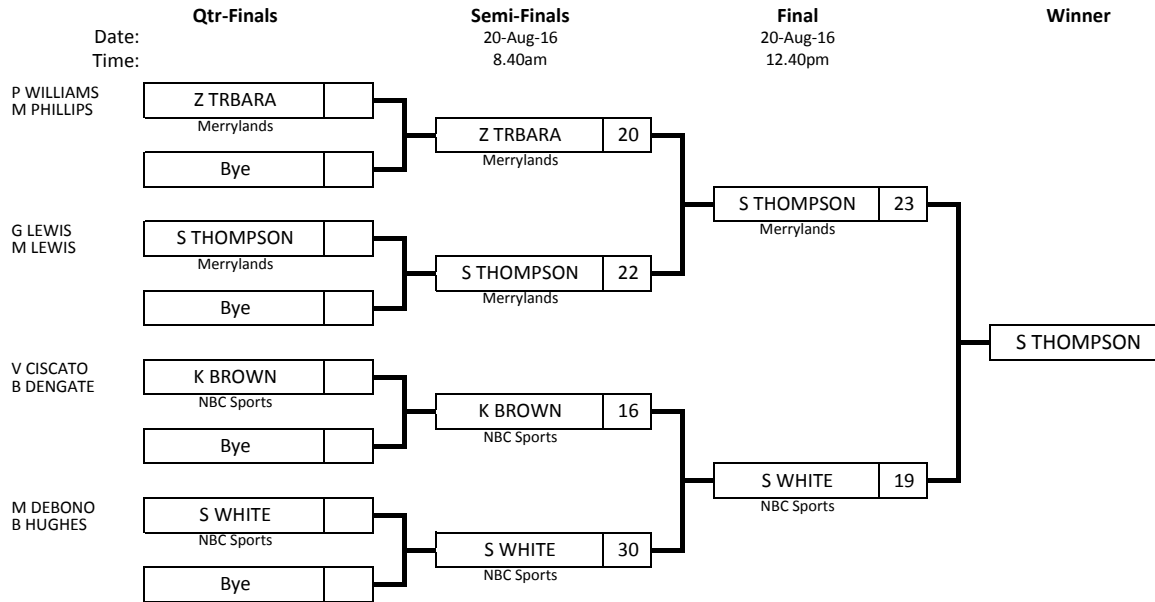 Qtr-Finals Semi-Finals Final Winner
Date: 20-Aug-16 20-Aug-16
Time: 8.40am 12.40pm
P WILLIAMS
M PHILLIPS
Z TRBARA
Merrylands
Z TRBARA 20
Merrylands
Bye
S THOMPSON 23
Merrylands
G LEWIS
M LEWIS
S THOMPSON
Merrylands
S THOMPSON 22
Merrylands
Bye
S THOMPSON
V CISCATO
B DENGATE
K BROWN
NBC Sports
K BROWN 16
NBC Sports
Bye
S WHITE 19
NBC Sports
M DEBONO
B HUGHES
S WHITE
NBC Sports
S WHITE 30
NBC Sports
Bye